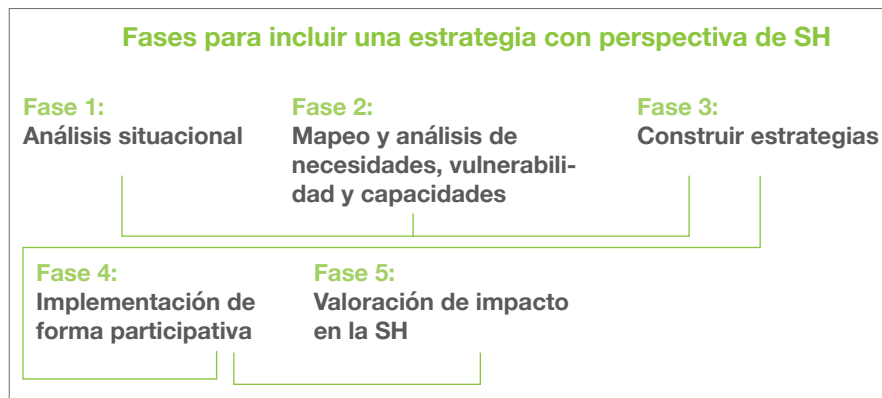 Fases para incluir una estrategia con perspectiva de SH
Fase 1:
Análisis situacional
Fase 2:
Mapeo y análisis de
necesidades, vulnerabili-
dad y capacidades
Fase 3:
Construir estrategias
Fase 4:
Implementación de
forma participativa
Fase 5:
Valoración de impacto
en la SH